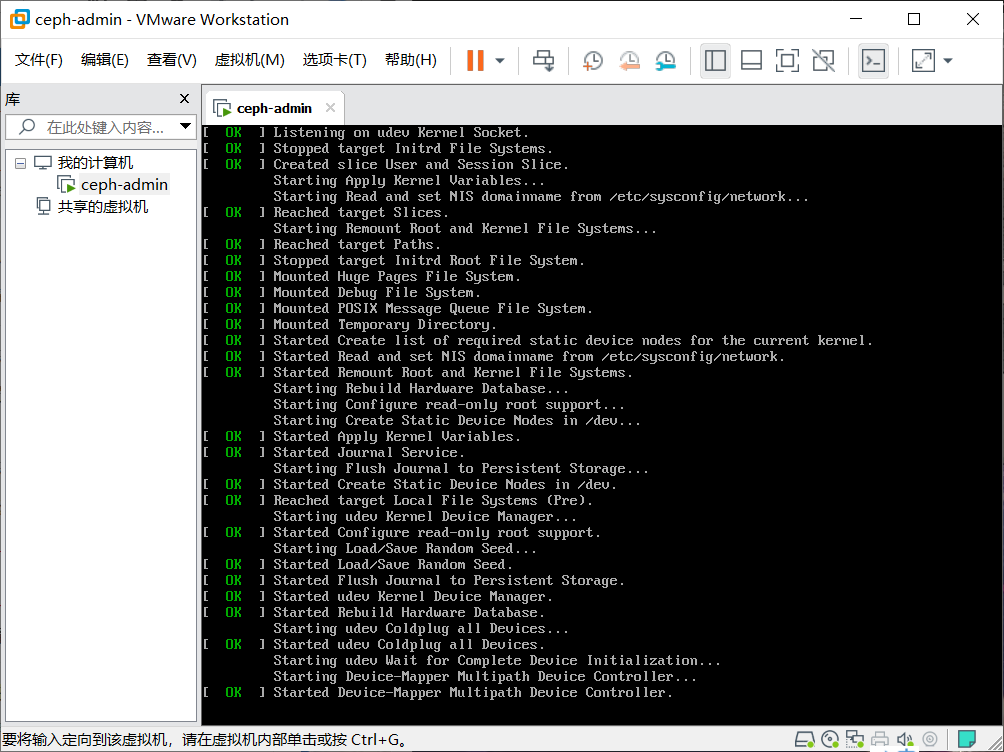 ceph-admin - VMware Workstation
文件(F) 编辑(E) 查看(V) 虚拟机(M) 选项卡(T) 帮助(H)
库
在此处键入内容...
我的计算机
ceph-admin
共享的虚拟机
ceph-admin
[  OK  ] Listening on udev Kernel Socket.
[  OK  ] Stopped target Initrd File Systems.
[  OK  ] Created slice User and Session Slice.
Starting Apply Kernel Variables...
Starting Read and set NIS domainname from /etc/sysconfig/network...
[  OK  ] Reached target Slices.
Starting Remount Root and Kernel File Systems...
[  OK  ] Reached target Paths.
[  OK  ] Stopped target Initrd Root File System.
[  OK  ] Mounted Huge Pages File System.
[  OK  ] Mounted Debug File System.
[  OK  ] Mounted POSIX Message Queue File System.
[  OK  ] Mounted Temporary Directory.
[  OK  ] Started Create list of required static device nodes for the current kernel.
[  OK  ] Started Read and set NIS domainname from /etc/sysconfig/network.
[  OK  ] Started Remount Root and Kernel File Systems.
Starting Rebuild Hardware Database...
Starting Configure read-only root support...
Starting Create Static Device Nodes in /dev...
[  OK  ] Started Apply Kernel Variables.
[  OK  ] Started Journal Service.
Starting Flush Journal to Persistent Storage...
[  OK  ] Started Create Static Device Nodes in /dev.
[  OK  ] Reached target Local File Systems (Pre).
Starting udev Kernel Device Manager...
[  OK  ] Started Configure read-only root support.
Starting Load/Save Random Seed...
[  OK  ] Started Load/Save Random Seed.
[  OK  ] Started Flush Journal to Persistent Storage.
[  OK  ] Started udev Kernel Device Manager.
[  OK  ] Started Rebuild Hardware Database.
Starting udev Coldplug all Devices...
[  OK  ] Started udev Coldplug all Devices.
Starting udev Wait for Complete Device Initialization...
Starting Device-Mapper Multipath Device Controller...
[  OK  ] Started Device-Mapper Multipath Device Controller.
要将输入定向到该虚拟机，请在虚拟机内部单击或按 Ctrl+G。